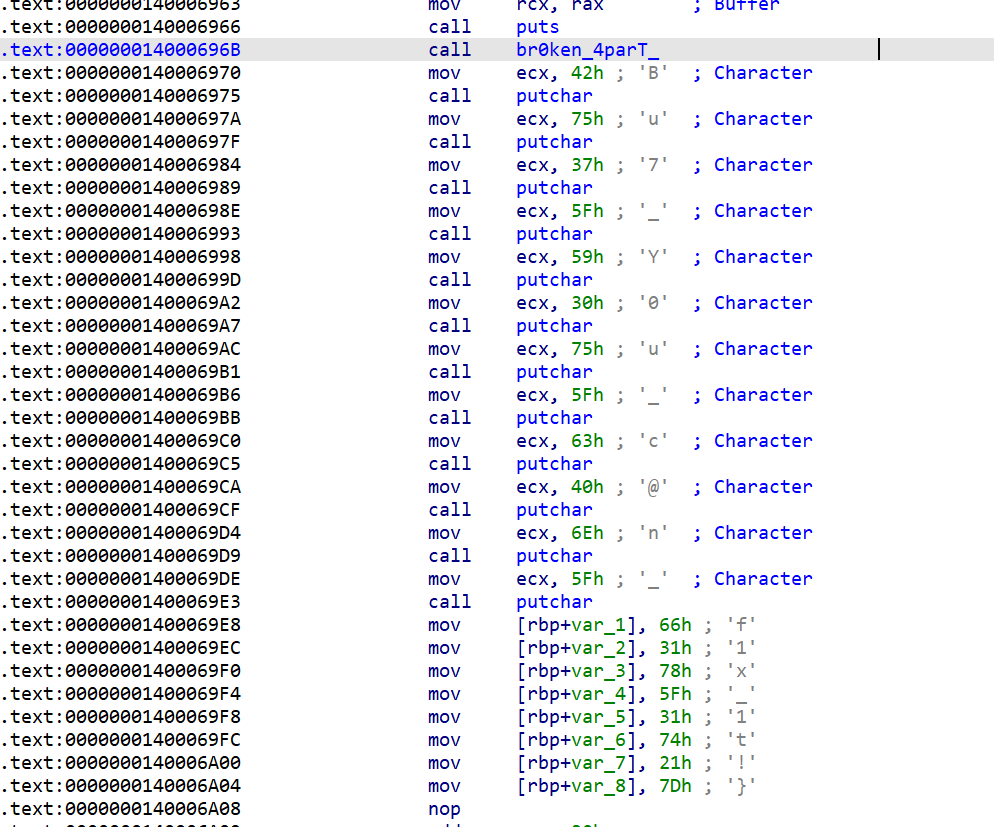 .text:0000000140006963 mov rcx, rax ; Buffer
.text:0000000140006966 call puts
.text:000000014000696B call br0ken_4parT_
.text:0000000140006970 mov ecx, 42h ; 'B' ; Character
.text:0000000140006975 call putchar
.text:000000014000697A mov ecx, 75h ; 'u' ; Character
.text:000000014000697F call putchar
.text:0000000140006984 mov ecx, 37h ; '7' ; Character
.text:0000000140006989 call putchar
.text:000000014000698E mov ecx, 5Fh ; '_' ; Character
.text:0000000140006993 call putchar
.text:0000000140006998 mov ecx, 59h ; 'Y' ; Character
.text:000000014000699D call putchar
.text:00000001400069A2 mov ecx, 30h ; '0' ; Character
.text:00000001400069A7 call putchar
.text:00000001400069AC mov ecx, 75h ; 'u' ; Character
.text:00000001400069B1 call putchar
.text:00000001400069B6 mov ecx, 5Fh ; '_' ; Character
.text:00000001400069BB call putchar
.text:00000001400069C0 mov ecx, 63h ; 'c' ; Character
.text:00000001400069C5 call putchar
.text:00000001400069CA mov ecx, 40h ; '@' ; Character
.text:00000001400069CF call putchar
.text:00000001400069D4 mov ecx, 6Eh ; 'n' ; Character
.text:00000001400069D9 call putchar
.text:00000001400069DE mov ecx, 5Fh ; '_' ; Character
.text:00000001400069E3 call putchar
.text:00000001400069E8 mov [rbp+var_1], 66h ; 'f'
.text:00000001400069EC mov [rbp+var_2], 31h ; '1'
.text:00000001400069F0 mov [rbp+var_3], 78h ; 'x'
.text:00000001400069F4 mov [rbp+var_4], 5Fh ; '_'
.text:00000001400069F8 mov [rbp+var_5], 31h ; '1'
.text:00000001400069FC mov [rbp+var_6], 74h ; 't'
.text:0000000140006A00 mov [rbp+var_7], 21h ; '!'
.text:0000000140006A04 mov [rbp+var_8], 7Dh ; '}'
.text:0000000140006A08 nop